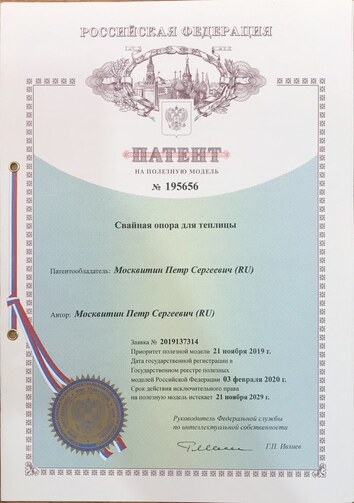 РОССИЙСКАЯ ФЕДЕРАЦИЯ
ПАТЕНТ
НА ПОЛЕЗНУЮ МОДЕЛЬ
№ 195656
Свайная опора для теплицы
Патентообладатель: Москвитин Петр Сергеевич (RU)
Автор: Москвитин Петр Сергеевич (RU)
Заявка № 2019137314
Приоритет полезной модели 21 ноября 2019 г.
Дата государственной регистрации в
Государственном реестре полезных
моделей Российской Федерации 03 февраля 2020 г.
Срок действия исключительного права
на полезную модель истекает 21 ноября 2029 г.
Руководитель Федеральной службы
по интеллектуальной собственности
Г.П. Ивлиев